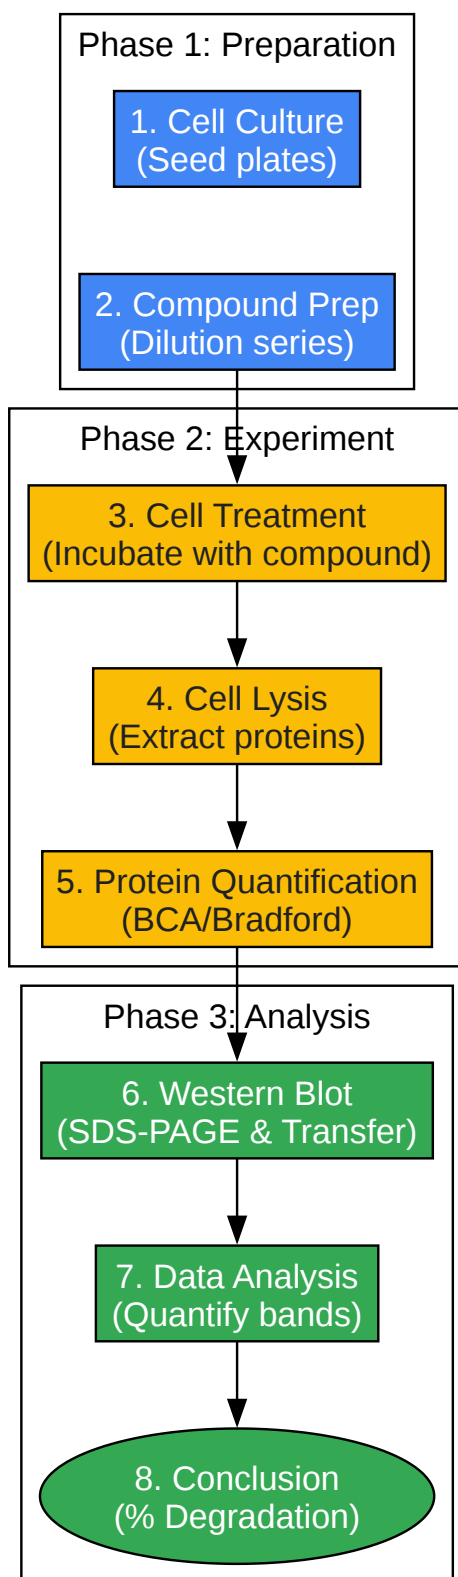 Phase 1: Preparation
1. Cell Culture
(Seed plates)
2. Compound Prep
(Dilution series)
Phase 2: Experiment
3. Cell Treatment
(Incubate with compound)
4. Cell Lysis
(Extract proteins)
5. Protein Quantification
(BCA/Bradford)
Phase 3: Analysis
6. Western Blot
(SDS-PAGE & Transfer)
7. Data Analysis
(Quantify bands)
8. Conclusion
(% Degradation)